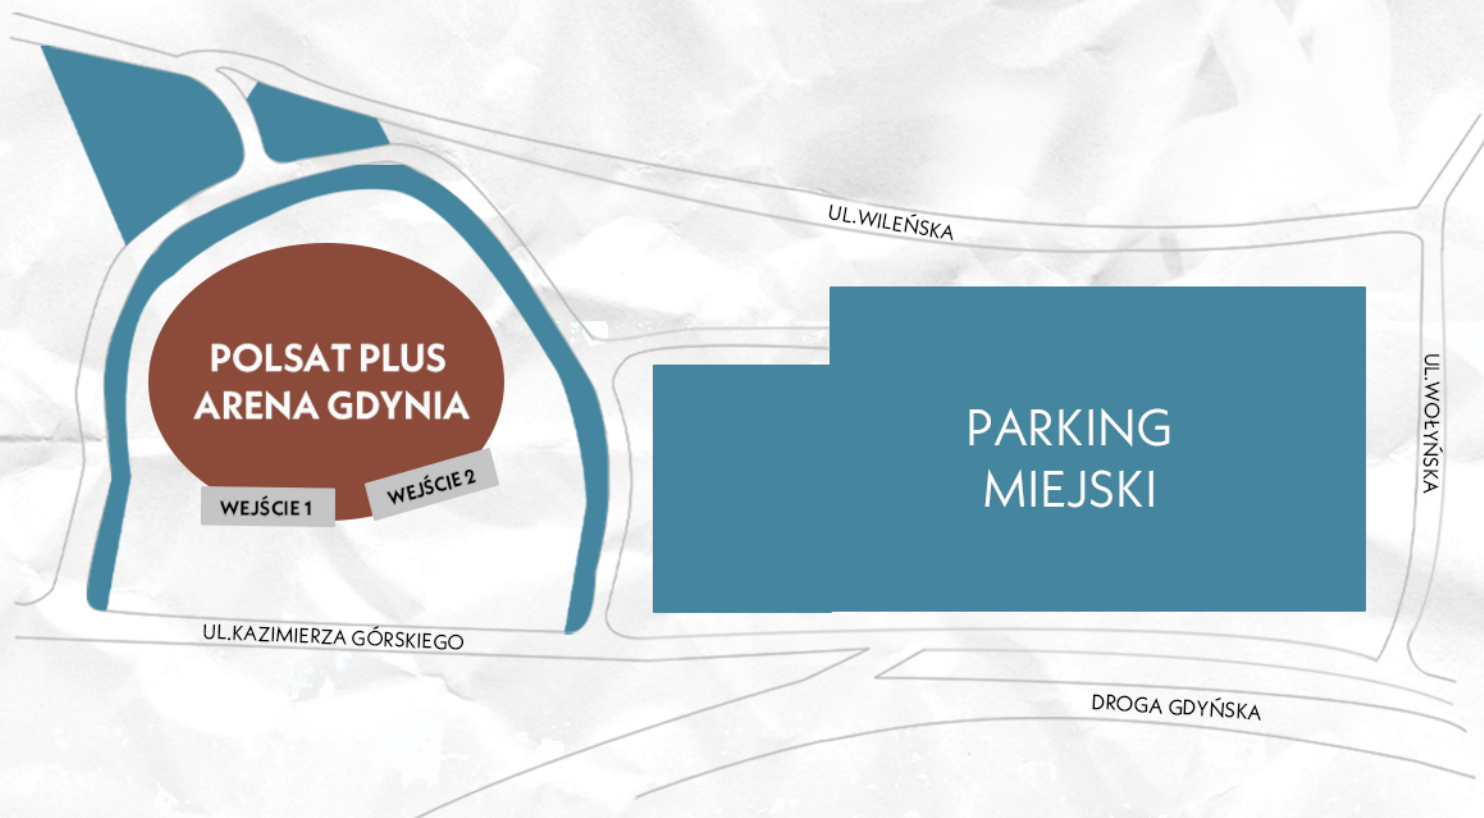 UL.WILEŃSKA
POLSAT PLUS
ARENA GDYNIA
WEJŚCIE 1
WEJŚCIE 2
PARKING
MIEJSKI
UL.WOŁYŃSKA
UL.KAZIMIERZA GÓRSKIEGO
DROGA GDYŃSKA